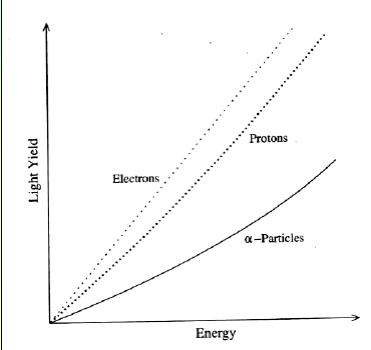 Protons
Electrons
α-Particles
Light Yield
Energy